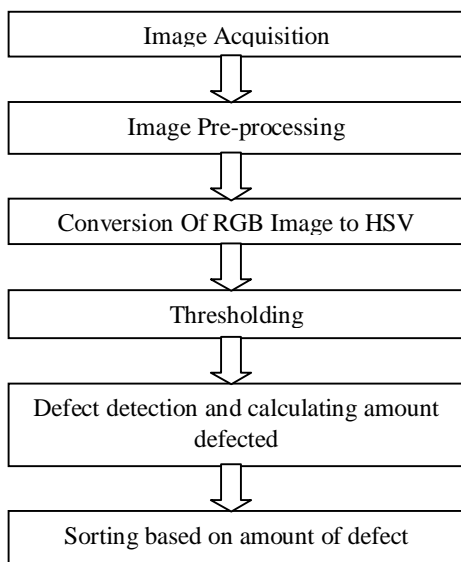 Image Acquisition
Image Pre-processing
Conversion Of RGB Image to HSV
Thresholding
Defect detection and calculating amount
defected
Sorting based on amount of defect